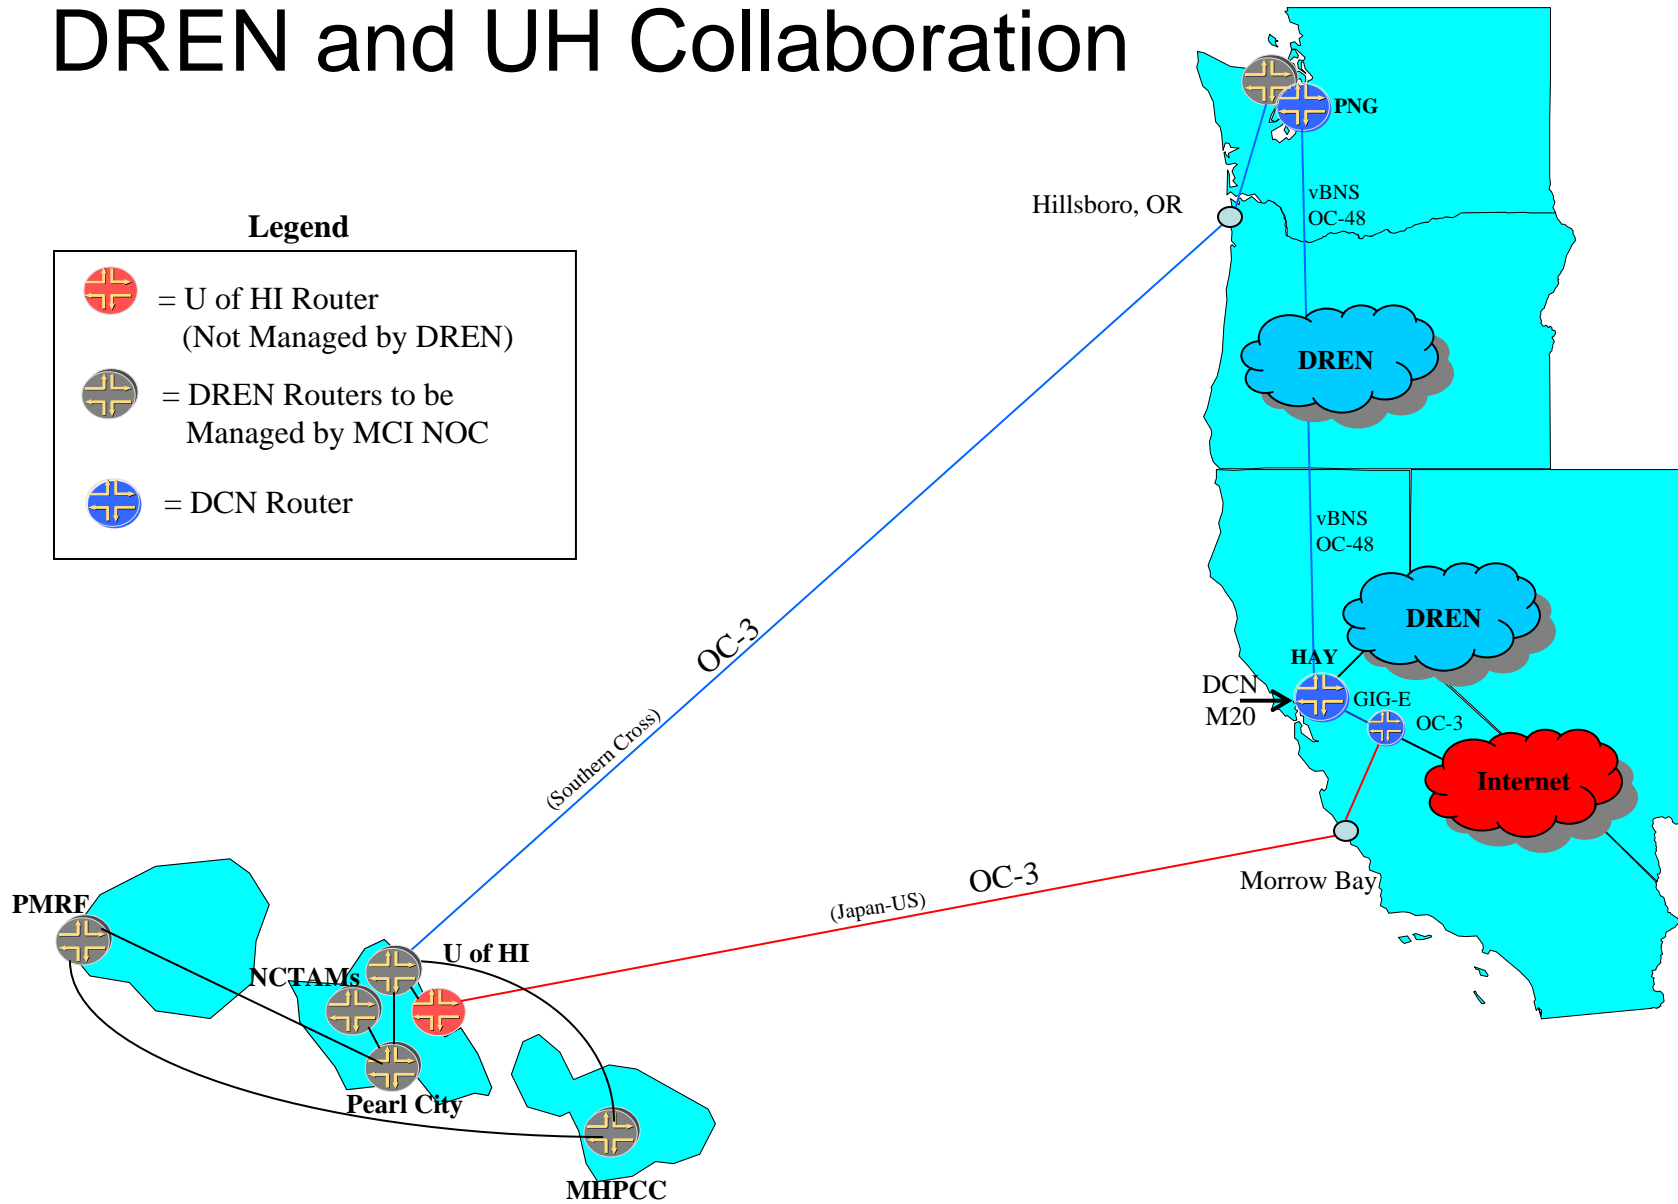 DREN and UH Collaboration
PNG
vBNS
OC-48
Hillsboro, OR
Legend
= U of HI Router
(Not Managed by DREN)
= DREN Routers to be
Managed by MCI NOC
= DCN Router
DREN
vBNS
OC-48
DREN
HAY
DCN
M20
GIG-E
OC-3
Internet
OC-3
(Southern Cross)
Morrow Bay
OC-3
(Japan-US)
PMRF
U of HI
NCTAMs
Pearl City
MHPCC